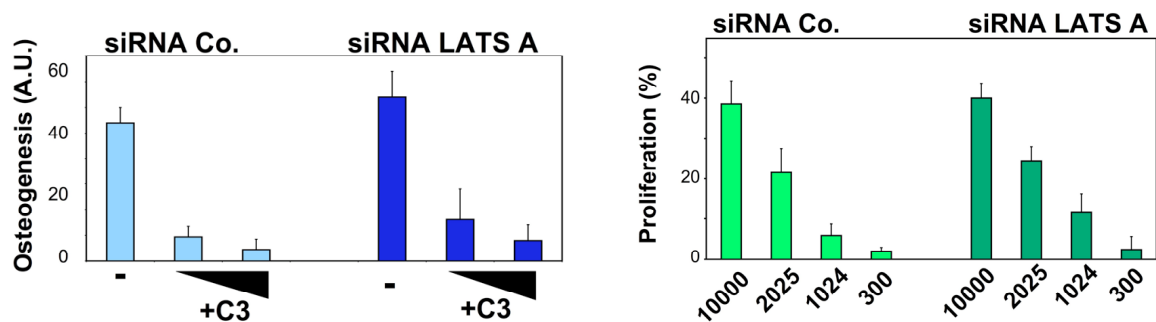 siRNA Co. siRNA LATS A
Osteogenesis (A.U.)
60
40
20
0
- -
+C3 +C3
siRNA Co. siRNA LATS A
Proliferation (%)
40
20
0
10000 2025 1024 300 10000 2025 1024 300